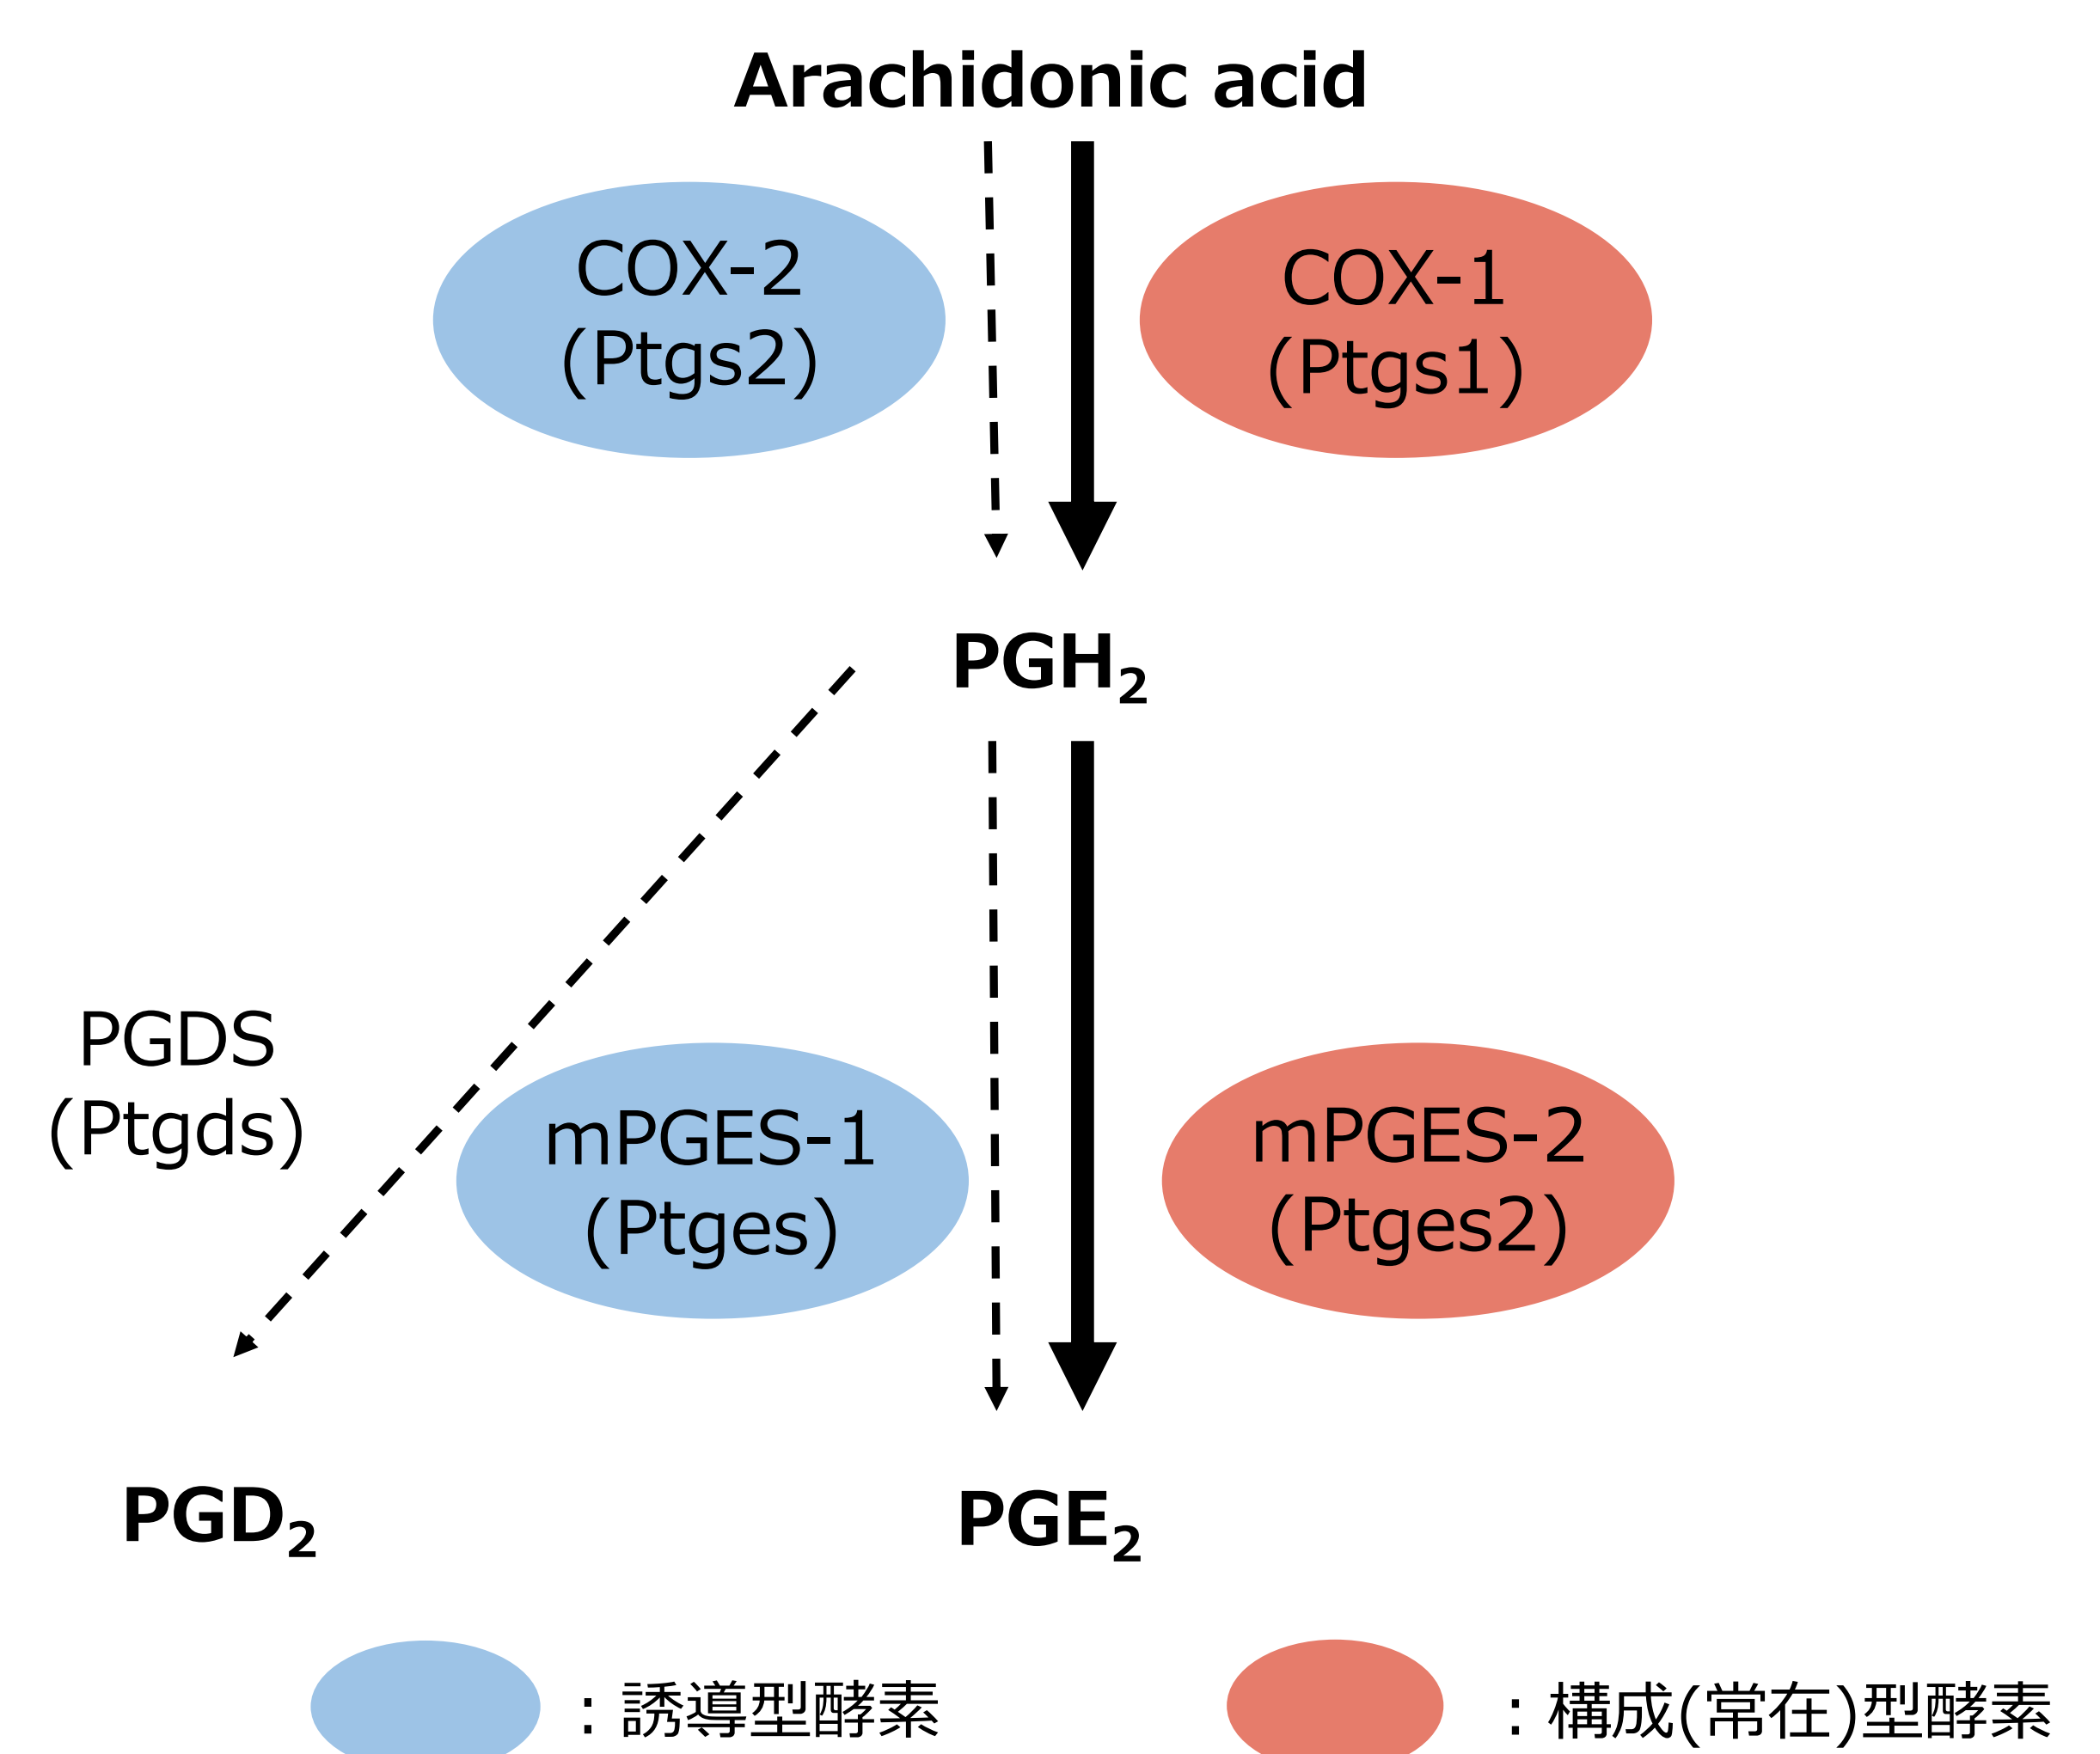 Arachidonic acid
COX-2
(Ptgs2)
COX-1
(Ptgs1)
PGH₂
PGDS
(Ptgds)
mPGES-1
(Ptges)
mPGES-2
(Ptges2)
PGD₂
PGE₂
：誘導型酵素
：構成(常在)型酵素